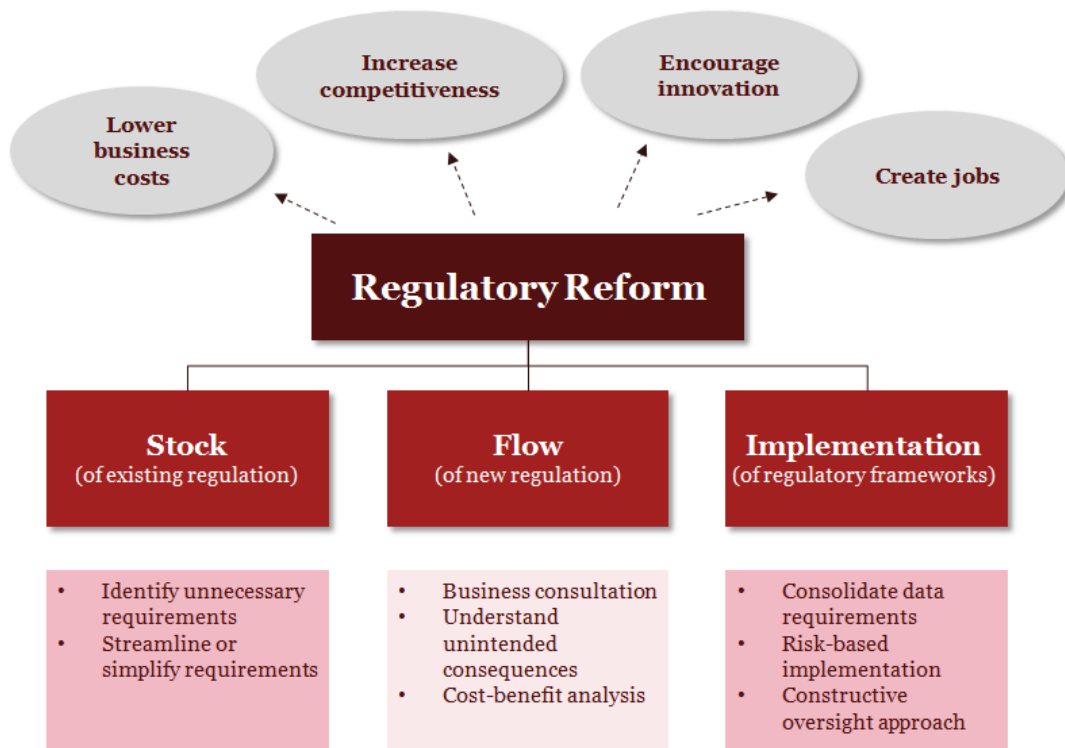 Increase
competitiveness
Encourage
innovation
Lower
business
costs
Create jobs
Regulatory Reform
Stock
(of existing regulation)
Flow
(of new regulation)
Implementation
(of regulatory frameworks)
• Identify unnecessary
requirements
• Streamline or
simplify requirements
• Business consultation
• Understand
unintended
consequences
• Cost-benefit analysis
• Consolidate data
requirements
• Risk-based
implementation
• Constructive
oversight approach